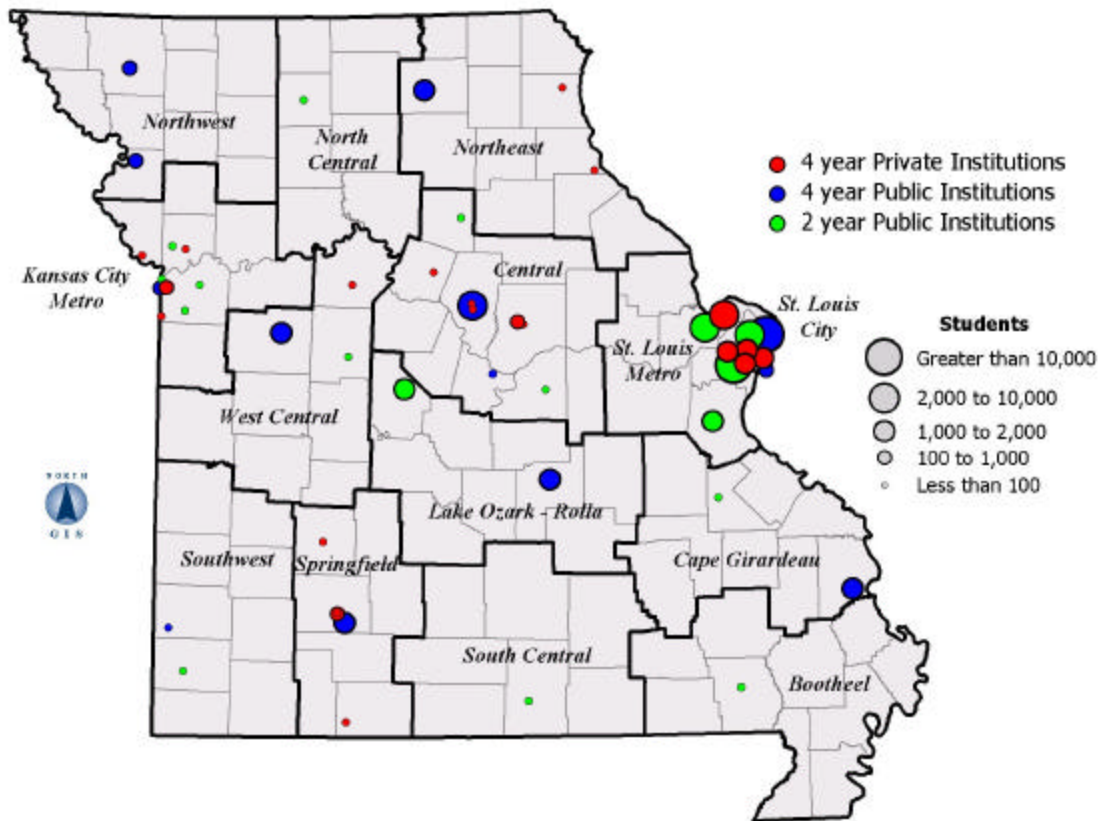 Northwest
North
Central
Northeast
4 year Private Institutions
4 year Public Institutions
2 year Public Institutions
Kansas City
Metro
Central
St. Louis
City
St. Louis
Metro
Students
Greater than 10,000
2,000 to 10,000
1,000 to 2,000
100 to 1,000
Less than 100
West Central
NORTH
GIS
Lake Ozark - Rolla
Southwest
Springfield
Cape Girardeau
South Central
Bootheel